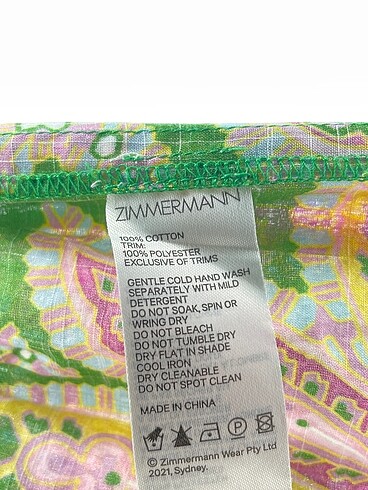 ZIMMERMANN
100% COTTON
TRIM:
100% POLYESTER
EXCLUSIVE OF TRIMS
GENTLE COLD HAND WASH
SEPARATELY WITH MILD
DETERGENT
DO NOT SOAK, SPIN OR
WRING DRY
DO NOT BLEACH
DO NOT TUMBLE DRY
DRY FLAT IN SHADE
COOL IRON
DRY CLEANABLE
DO NOT SPOT CLEAN
MADE IN CHINA
P
© Zimmermann Wear Pty Ltd
2021, Sydney.